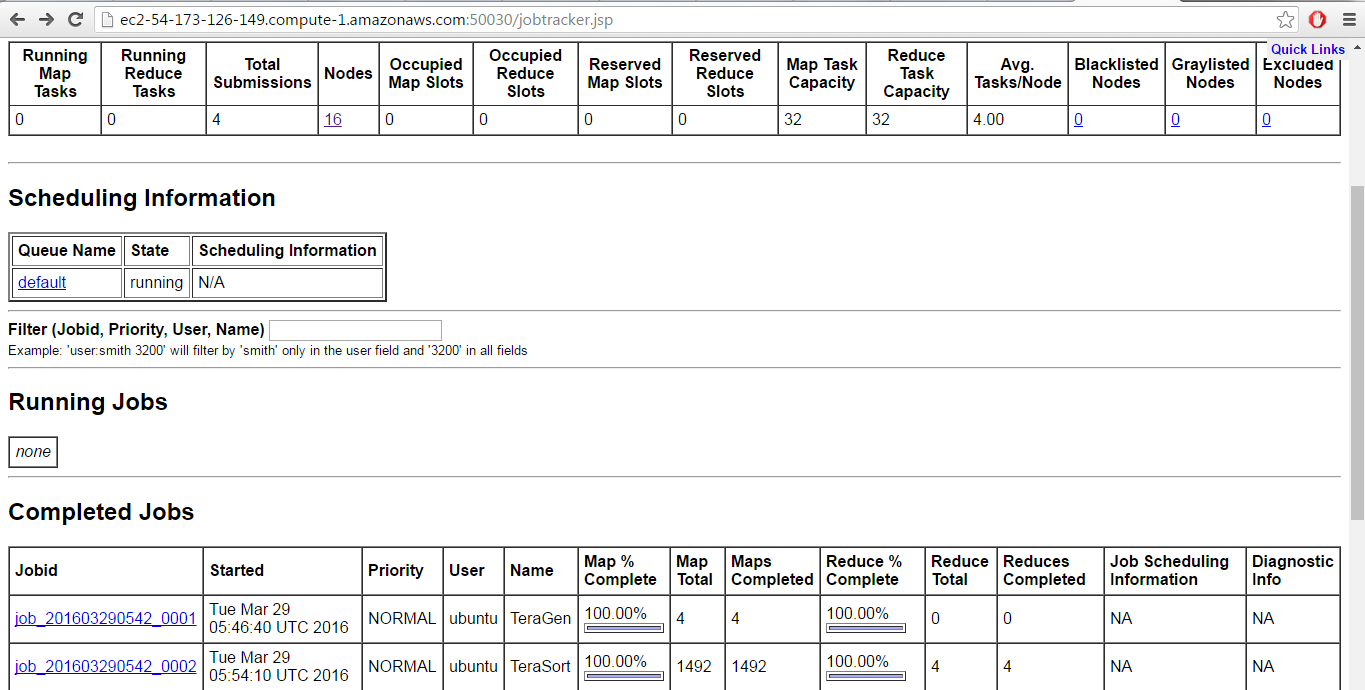 ec2-54-173-126-149.compute-1.amazonaws.com:50030/jobtracker.jsp
Quick Links
Running Map Tasks Running Reduce Tasks Total Submissions Nodes Occupied Map Slots Occupied Reduce Slots Reserved Map Slots Reserved Reduce Slots Map Task Capacity Reduce Task Capacity Avg. Tasks/Node Blacklisted Nodes Graylisted Nodes Excluded Nodes
0 0 4 16 0 0 0 0 32 32 4.00 0 0 0
Scheduling Information
Queue Name State Scheduling Information
default running N/A
Filter (Jobid, Priority, User, Name)
Example: 'user:smith 3200' will filter by 'smith' only in the user field and '3200' in all fields
Running Jobs
none
Completed Jobs
Jobid Started Priority User Name Map % Complete Map Total Maps Completed Reduce % Complete Reduce Total Reduces Completed Job Scheduling Information Diagnostic Info
job_201603290542_0001 Tue Mar 29 05:46:40 UTC 2016 NORMAL ubuntu TeraGen 100.00% 4 4 100.00% 0 0 NA NA
job_201603290542_0002 Tue Mar 29 05:54:10 UTC 2016 NORMAL ubuntu TeraSort 100.00% 1492 1492 100.00% 4 4 NA NA